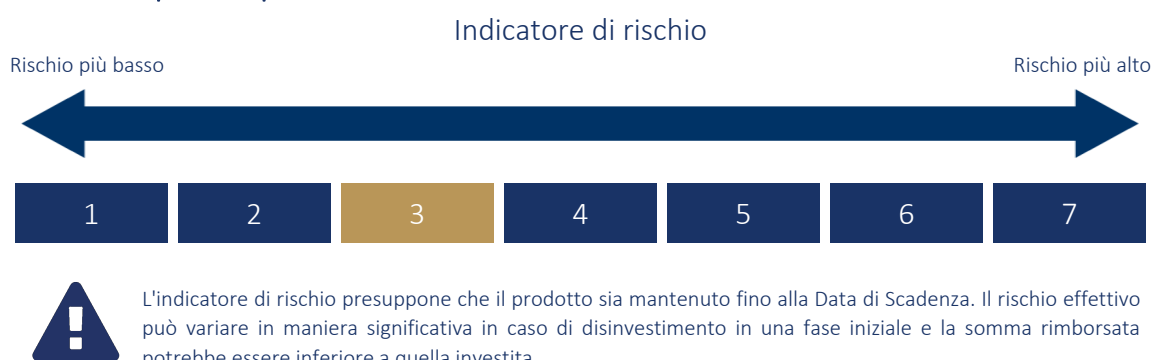 Indicatore di rischio
Rischio più basso
Rischio più alto
1 2 3 4 5 6 7
L'indicatore di rischio presuppone che il prodotto sia mantenuto fino alla Data di Scadenza. Il rischio effettivo
può variare in maniera significativa in caso di disinvestimento in una fase iniziale e la somma rimborsata
potrebbe essere inferiore a quella investita